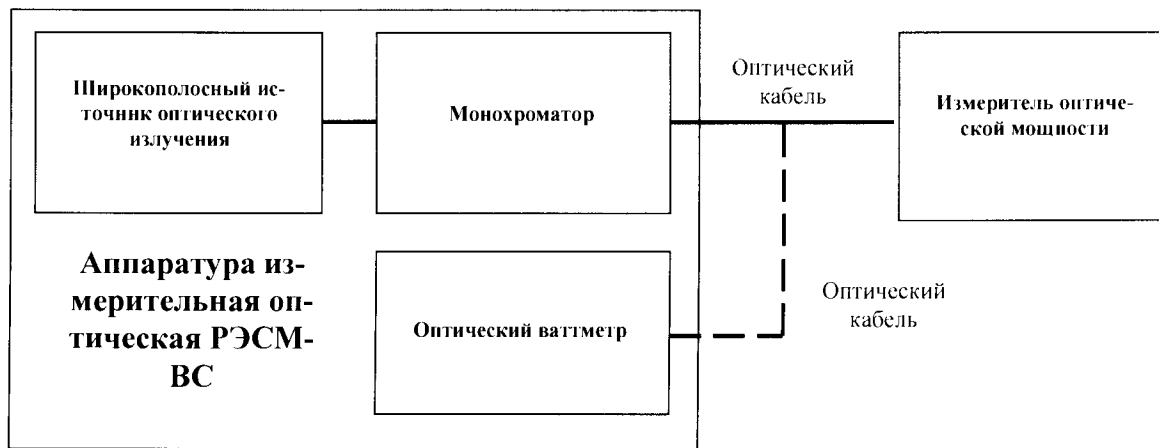 Широкополосный ис-
точник оптического
излучения
Монохроматор
Оптический
кабель
Измеритель оптиче-
ской мощности
Аппаратура из-
мерительная оп-
тическая РЭСМ-
ВС
Оптический ваттметр
Оптический
кабель